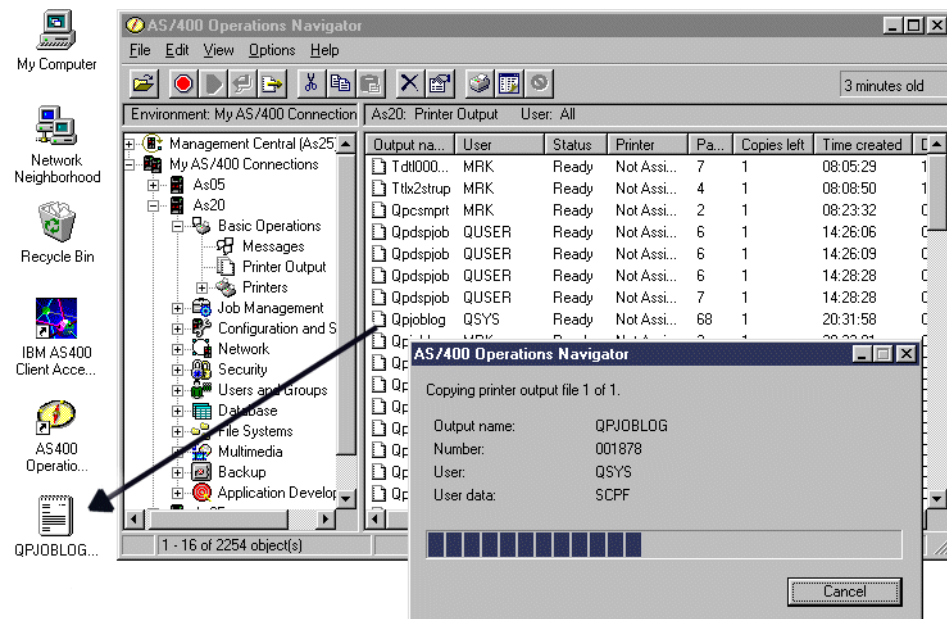 My Computer
Network
Neighborhood
Recycle Bin
IBM AS400
Client Acce...
AS400
Operatio...
QPJOBLOG...
AS/400 Operations Navigator
File Edit View Options Help
3 minutes old
Environment: My AS/400 Connection
As20: Printer Output User: All
Management Central (As25)
My AS/400 Connections
As05
As20
Basic Operations
Messages
Printer Output
Printers
Job Management
Configuration and S
Network
Security
Users and Groups
Database
File Systems
Multimedia
Backup
Application Develop
Output na... User Status Printer Pa... Copies left Time created
Tdtl000... MRK Ready Not Assi... 7 1 08:05:29
Ttlx2strup MRK Ready Not Assi... 4 1 08:08:50
Qpcsmprt MRK Ready Not Assi... 2 1 08:23:32
Qpdspjob QUSER Ready Not Assi... 6 1 14:26:06
Qpdspjob QUSER Ready Not Assi... 6 1 14:26:09
Qpdspjob QUSER Ready Not Assi... 6 1 14:28:28
Qpdspjob QUSER Ready Not Assi... 7 1 14:28:28
Qpjoblog QSYS Ready Not Assi... 68 1 20:31:58
1 - 16 of 2254 object(s)
AS/400 Operations Navigator
Copying printer output file 1 of 1.
Output name: QPJOBLOG
Number: 001878
User: QSYS
User data: SCPF
Cancel